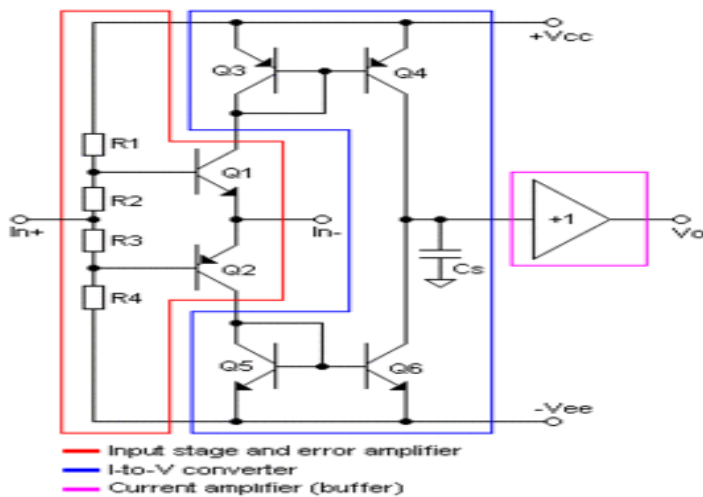 +Vcc
Q3
Q4
R1
Q1
R2
In+
In-
R3
+1
Vo
Q2
Cs
R4
Q5
Q6
-Vee
Input stage and error amplifier
I-to-V converter
Current amplifier (buffer)